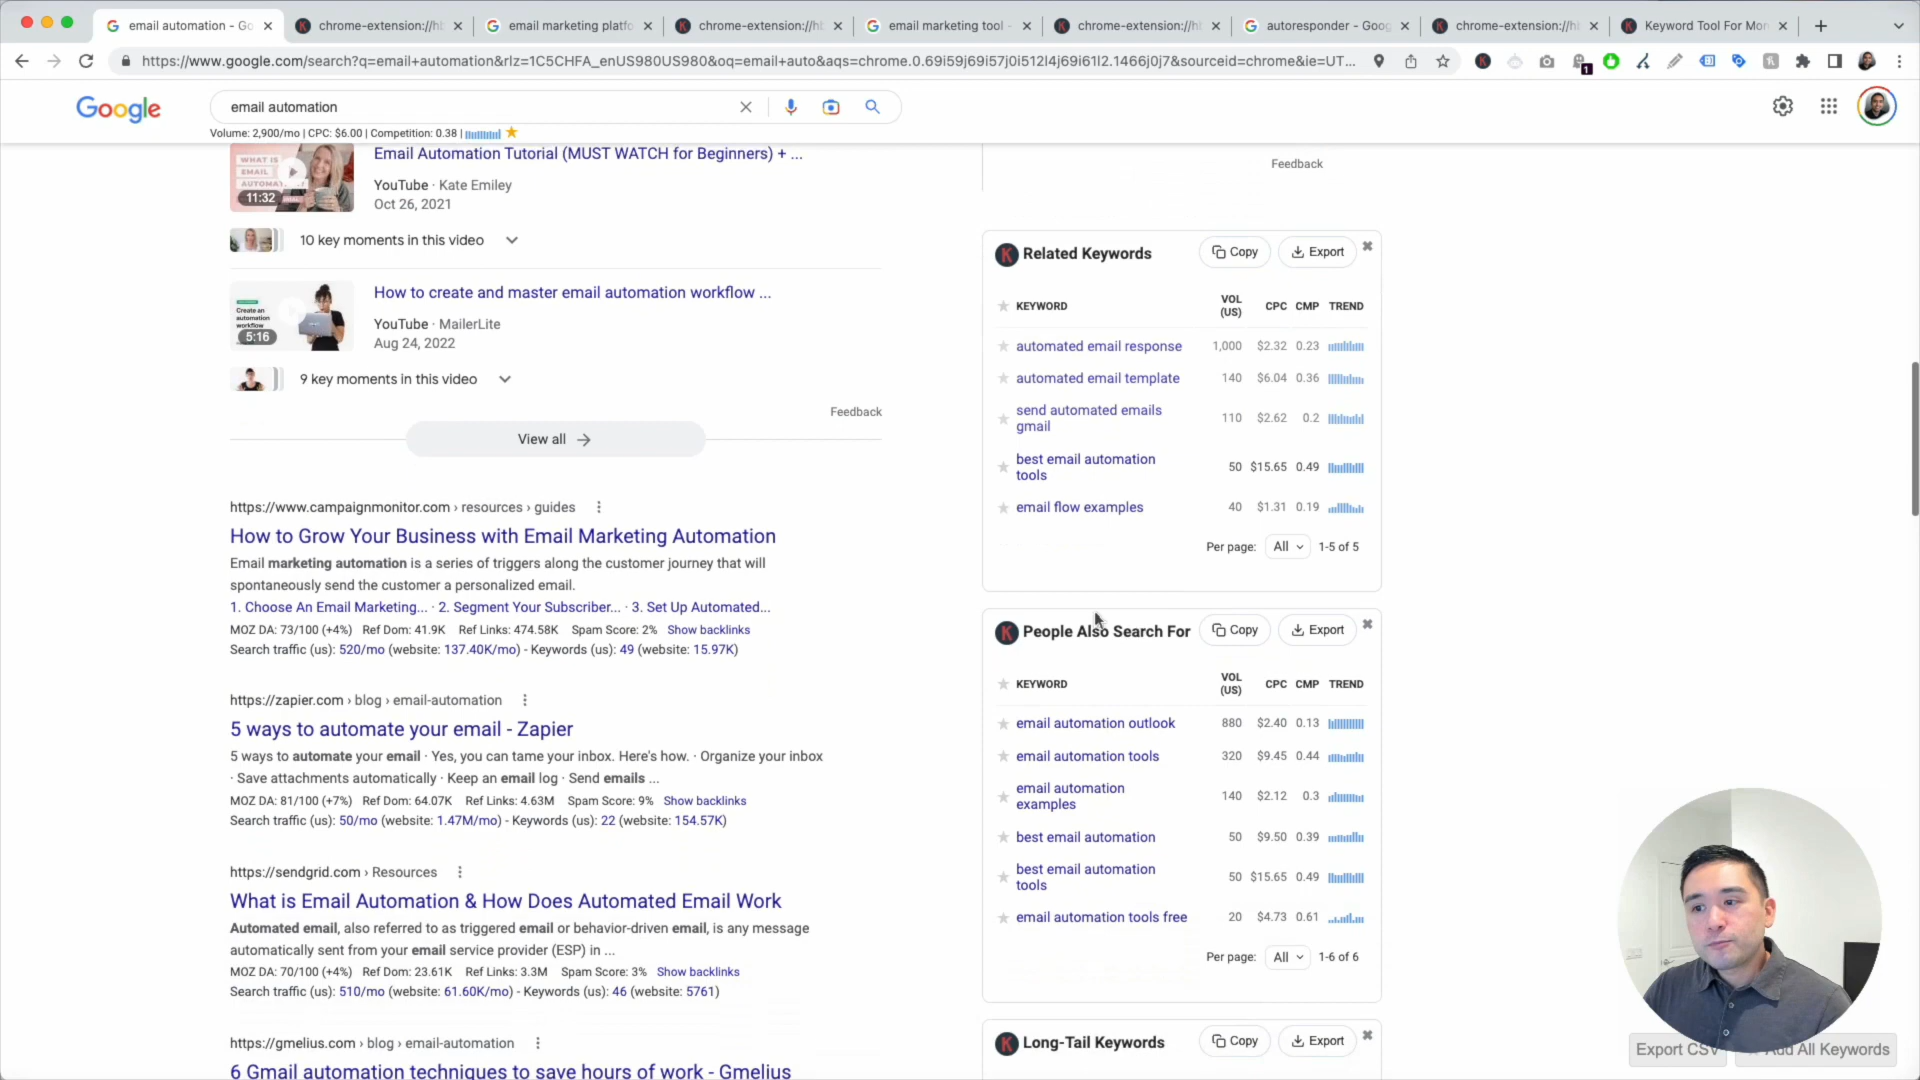 email automation - Go
chrome-extension://hb
email marketing platfo
chrome-extension://hb
email marketing tool -
chrome-extension://hb
autoresponder - Goog
chrome-extension://hb
Keyword Tool For Mon
https://www.google.com/search?q=email+automation&rlz=1C5CHFA_enUS980US980&oq=email+auto&aqs=chrome.0.69i59j69i57j0i512l4j69i61l2.1466j0j7&sourceid=chrome&ie=UT...
1
Google
email automation
Volume: 2,900/mo | CPC: $6.00 | Competition: 0.38 |
WHAT IS
EMAIL
AUTOMA
11:32
Email Automation Tutorial (MUST WATCH for Beginners) + ...
YouTube · Kate Emiley
Oct 26, 2021
10 key moments in this video
Create an
automation
workflow
5:16
How to create and master email automation workflow ...
YouTube · MailerLite
Aug 24, 2022
9 key moments in this video
Feedback
View all
https://www.campaignmonitor.com › resources › guides
How to Grow Your Business with Email Marketing Automation
Email marketing automation is a series of triggers along the customer journey that will
spontaneously send the customer a personalized email.
1. Choose An Email Marketing... · 2. Segment Your Subscriber... · 3. Set Up Automated...
MOZ DA: 73/100 (+4%) Ref Dom: 41.9K Ref Links: 474.58K Spam Score: 2% Show backlinks
Search traffic (us): 520/mo (website: 137.40K/mo) - Keywords (us): 49 (website: 15.97K)
https://zapier.com › blog › email-automation
5 ways to automate your email - Zapier
5 ways to automate your email · Yes, you can tame your inbox. Here's how. · Organize your inbox
· Save attachments automatically · Keep an email log · Send emails ...
MOZ DA: 81/100 (+7%) Ref Dom: 64.07K Ref Links: 4.63M Spam Score: 9% Show backlinks
Search traffic (us): 50/mo (website: 1.47M/mo) - Keywords (us): 22 (website: 154.57K)
https://sendgrid.com › Resources
What is Email Automation & How Does Automated Email Work
Automated email, also referred to as triggered email or behavior-driven email, is any message
automatically sent from your email service provider (ESP) in ...
MOZ DA: 70/100 (+4%) Ref Dom: 23.61K Ref Links: 3.3M Spam Score: 3% Show backlinks
Search traffic (us): 510/mo (website: 61.60K/mo) - Keywords (us): 46 (website: 5761)
https://gmelius.com › blog › email-automation
6 Gmail automation techniques to save hours of work - Gmelius
Feedback
K Related Keywords Copy Export
KEYWORD VOL (US) CPC CMP TREND
automated email response 1,000 $2.32 0.23
automated email template 140 $6.04 0.36
send automated emails gmail 110 $2.62 0.2
best email automation tools 50 $15.65 0.49
email flow examples 40 $1.31 0.19
Per page: All 1-5 of 5
K People Also Search For Copy Export
KEYWORD VOL (US) CPC CMP TREND
email automation outlook 880 $2.40 0.13
email automation tools 320 $9.45 0.44
email automation examples 140 $2.12 0.3
best email automation 50 $9.50 0.39
best email automation tools 50 $15.65 0.49
email automation tools free 20 $4.73 0.61
Per page: All 1-6 of 6
K Long-Tail Keywords Copy Export
Export CSV
Add All Keywords